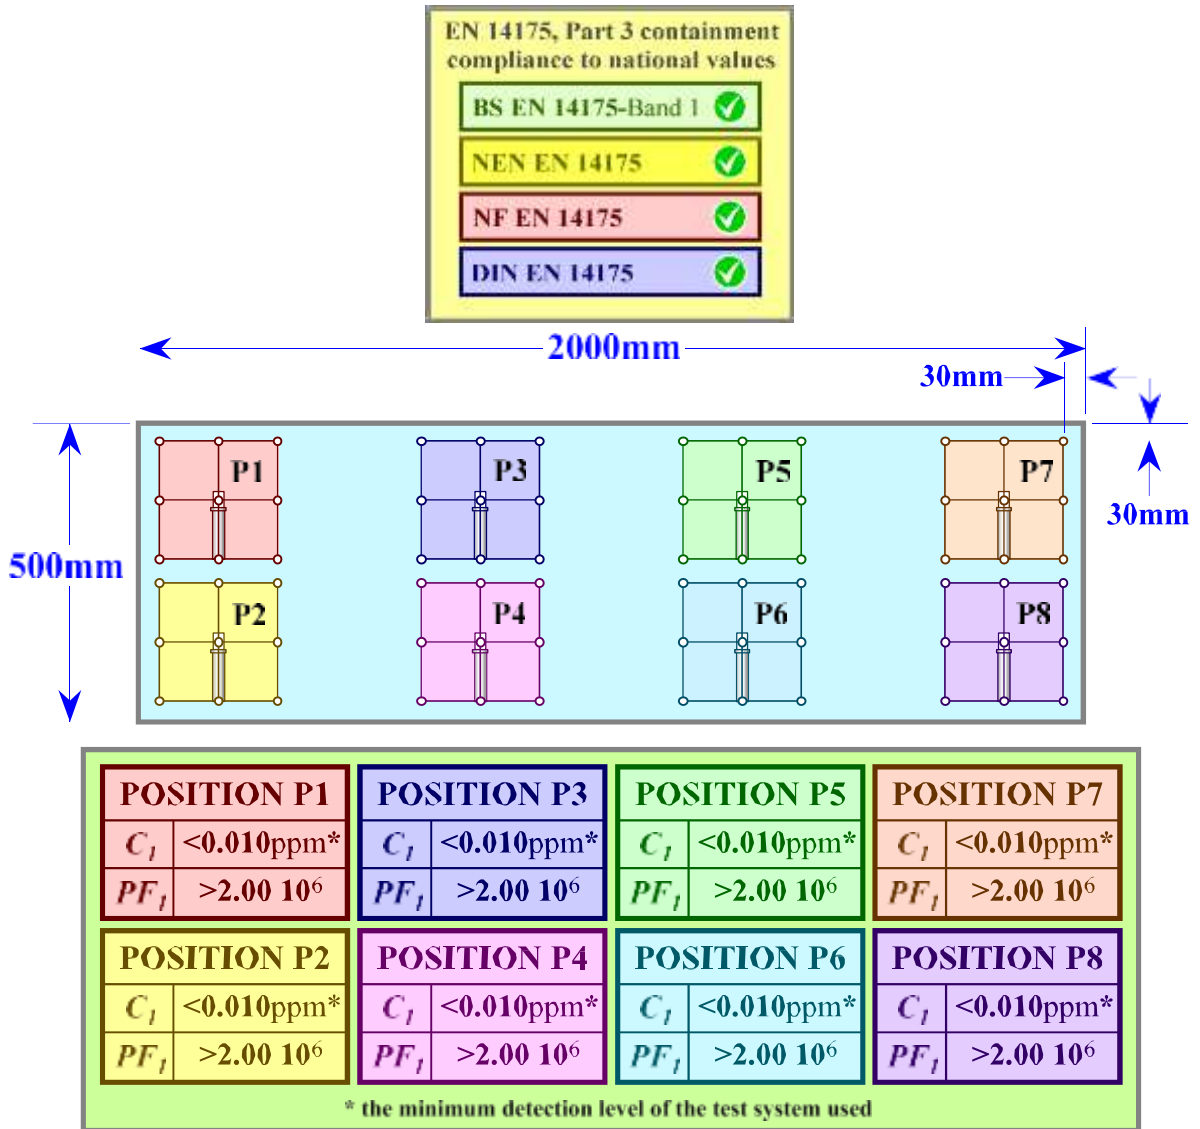 EN 14175, Part 3 containment
compliance to national values
BS EN 14175-Band 1
NEN EN 14175
NF EN 14175
DIN EN 14175
2000mm
30mm
30mm
500mm
P1
P3
P5
P7
P2
P4
P6
P8
POSITION P1
C₁ <0.010ppm*
PF₁ >2.00 10⁶
POSITION P3
C₁ <0.010ppm*
PF₁ >2.00 10⁶
POSITION P5
C₁ <0.010ppm*
PF₁ >2.00 10⁶
POSITION P7
C₁ <0.010ppm*
PF₁ >2.00 10⁶
POSITION P2
C₁ <0.010ppm*
PF₁ >2.00 10⁶
POSITION P4
C₁ <0.010ppm*
PF₁ >2.00 10⁶
POSITION P6
C₁ <0.010ppm*
PF₁ >2.00 10⁶
POSITION P8
C₁ <0.010ppm*
PF₁ >2.00 10⁶
* the minimum detection level of the test system used